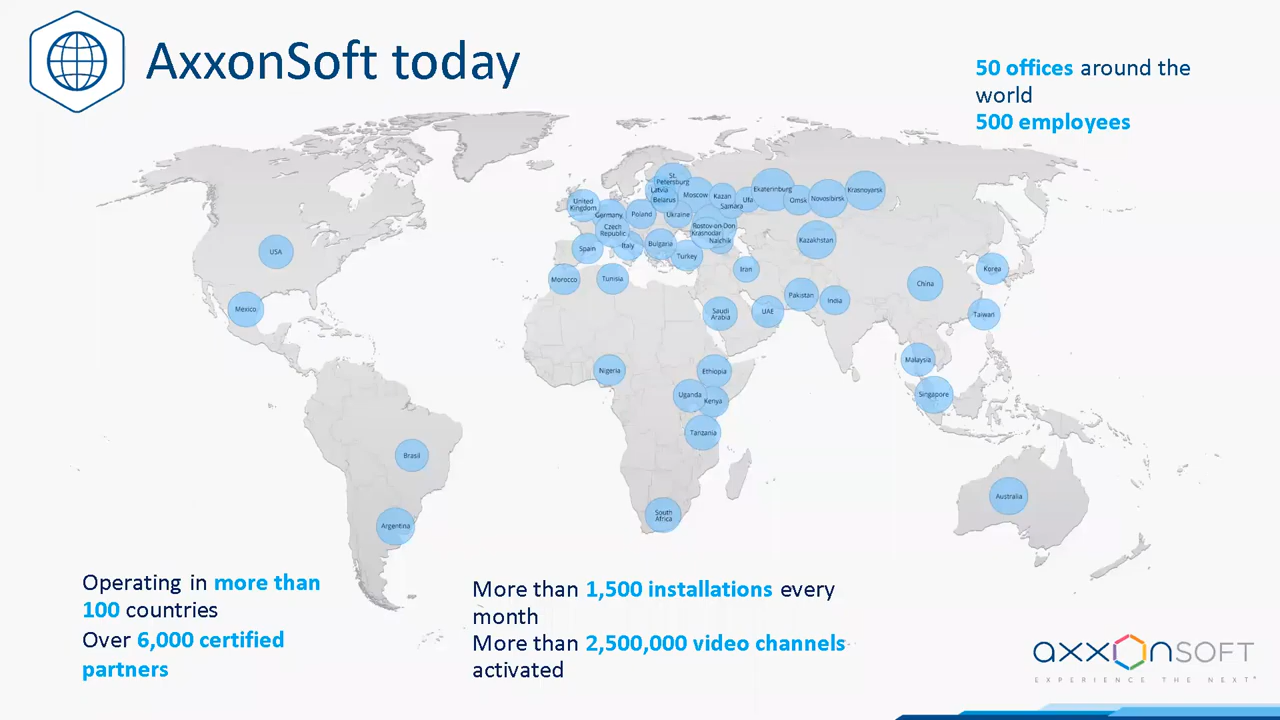 AxxonSoft today
50 offices around the
world
500 employees
St.
Petersburg
Latvia
Belarus
Moscow
Kazan
Samara
Ufa
Ekaterinburg
Omsk
Novosibirsk
Krasnoyarsk
United
Kingdom
Germany
Poland
Ukraine
Czech
Republic
Rostov-on-Don
Krasnodar
Nalchik
Spain
Italy
Bulgaria
Turkey
Kazakhstan
USA
Morocco
Tunisia
Iran
Korea
China
Mexico
Saudi
Arabia
UAE
Pakistan
India
Taiwan
Malaysia
Nigeria
Ethiopia
Uganda
Kenya
Singapore
Tanzania
Brasil
Australia
South
Africa
Argentina
Operating in more than
100 countries
Over 6,000 certified
partners
More than 1,500 installations every
month
More than 2,500,000 video channels
activated
axxonsoft
EXPERIENCE THE NEXT